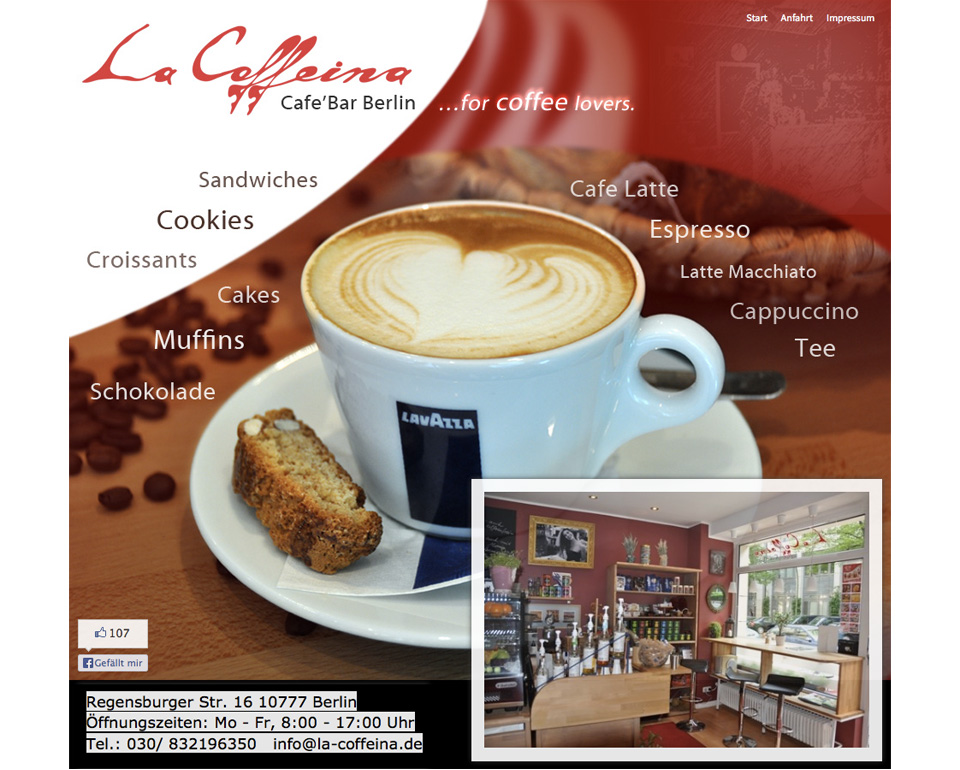 Start Anfahrt Impressum
La Coffeina
Cafe'Bar Berlin
...for coffee lovers.
Sandwiches
Cookies
Croissants
Cakes
Muffins
Schokolade
Cafe Latte
Espresso
Latte Macchiato
Cappuccino
Tee
LAVAZZA
La Coffeina
107
Gefällt mir
Regensburger Str. 16 10777 Berlin
Öffnungszeiten: Mo - Fr, 8:00 - 17:00 Uhr
Tel.: 030/ 832196350 info@la-coffeina.de